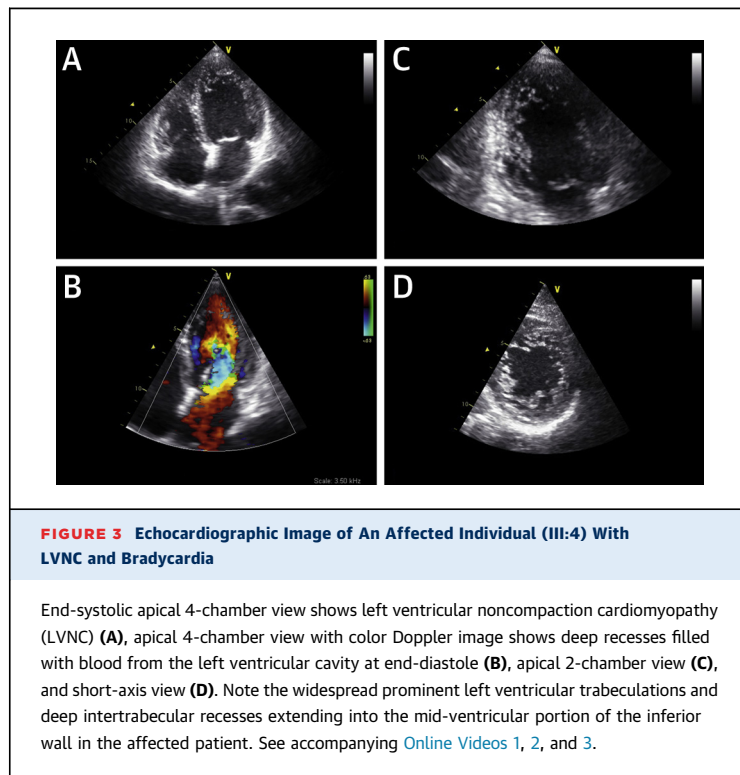 A
V
5
10
15
C
V
5
10
B
V
5
10
Scale: 3.50 kHz
D
V
5
10
FIGURE 3 Echocardiographic Image of An Affected Individual (III:4) With
LVNC and Bradycardia
End-systolic apical 4-chamber view shows left ventricular noncompaction cardiomyopathy
(LVNC) (A), apical 4-chamber view with color Doppler image shows deep recesses filled
with blood from the left ventricular cavity at end-diastole (B), apical 2-chamber view (C),
and short-axis view (D). Note the widespread prominent left ventricular trabeculations and
deep intertrabecular recesses extending into the mid-ventricular portion of the inferior
wall in the affected patient. See accompanying Online Videos 1, 2, and 3.